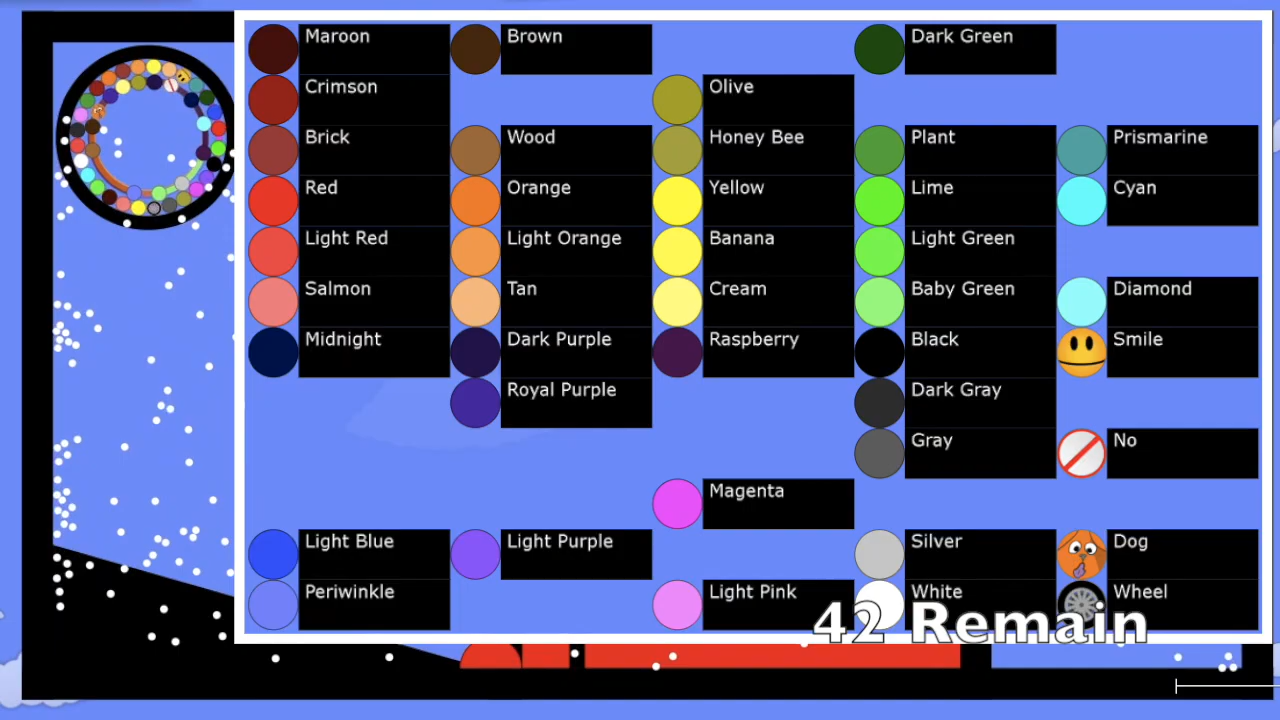 Maroon
Brown
Dark Green
Crimson
Olive
Brick
Wood
Honey Bee
Plant
Prismarine
Red
Orange
Yellow
Lime
Cyan
Light Red
Light Orange
Banana
Light Green
Salmon
Tan
Cream
Baby Green
Diamond
Midnight
Dark Purple
Raspberry
Black
Smile
Royal Purple
Dark Gray
Gray
No
Magenta
Light Blue
Light Purple
Silver
Dog
Periwinkle
Light Pink
White
Wheel
42 Remain